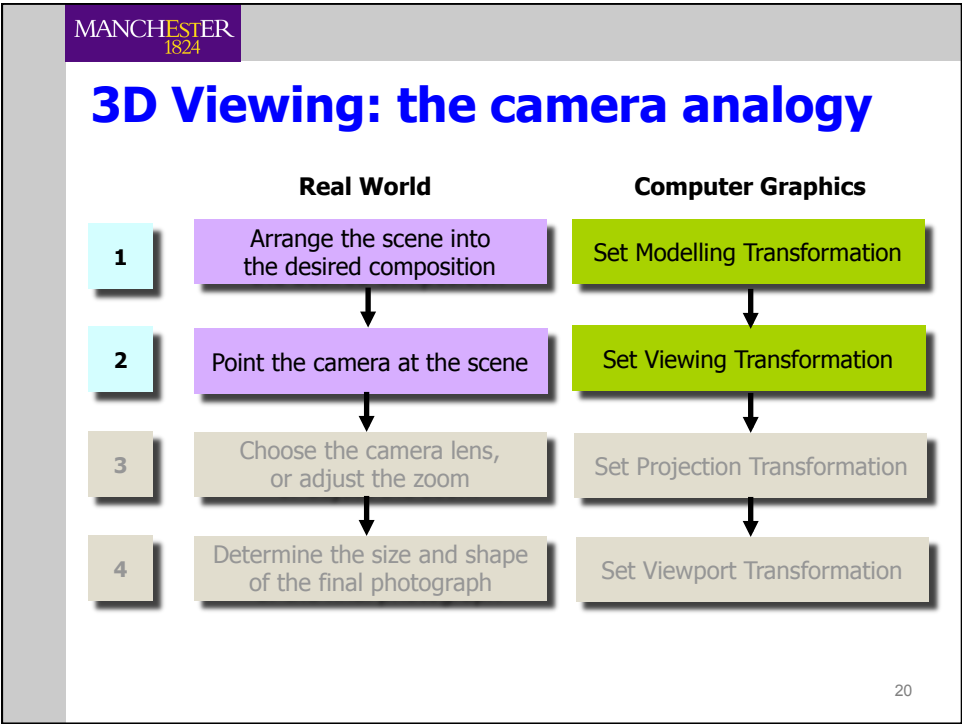 MANCHESTER
1824
3D Viewing: the camera analogy
Real World
Computer Graphics
1
Arrange the scene into
the desired composition
Set Modelling Transformation
2
Point the camera at the scene
Set Viewing Transformation
3
Choose the camera lens,
or adjust the zoom
Set Projection Transformation
4
Determine the size and shape
of the final photograph
Set Viewport Transformation
20